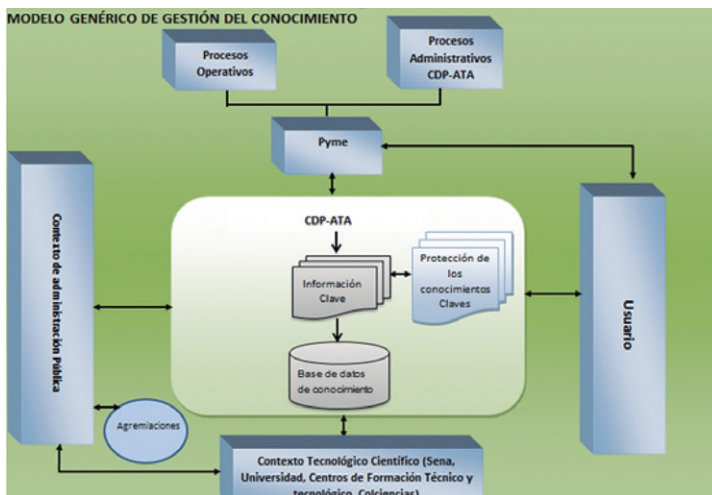 MODELO GENÉRICO DE GESTIÓN DEL CONOCIMIENTO
Procesos
Operativos
Procesos
Administrativos
CDP-ATA
Pyme
Contexto de administración Pública
CDP-ATA
Información
Clave
Protección de
los
conocimientos
Claves
Base de datos
de conocimiento
Usuario
Agremiaciones
Contexto Tecnológico Científico (Sena,
Universidad, Centros de Formación Técnico y
tecnológico, Colciencias)